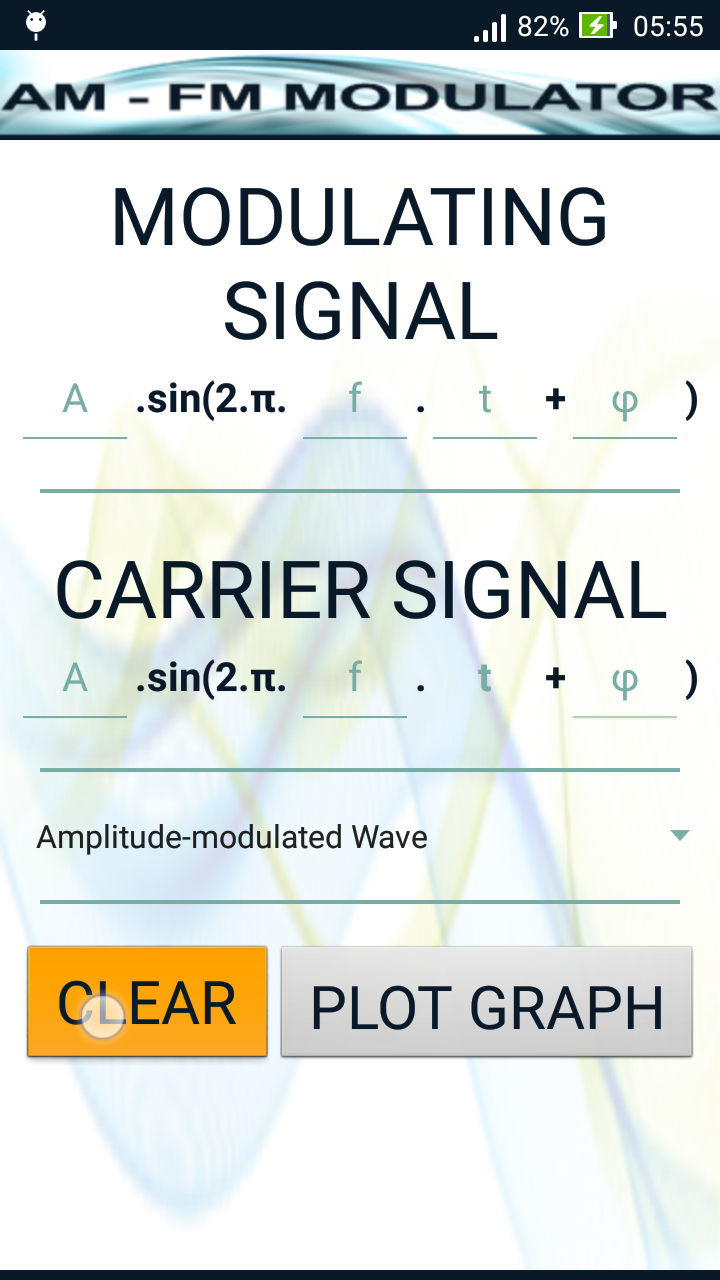 82% 05:55
AM - FM MODULATOR
MODULATING
SIGNAL
A .sin(2.π. f . t + φ )
CARRIER SIGNAL
A .sin(2.π. f . t + φ )
Amplitude-modulated Wave
CLEAR PLOT GRAPH